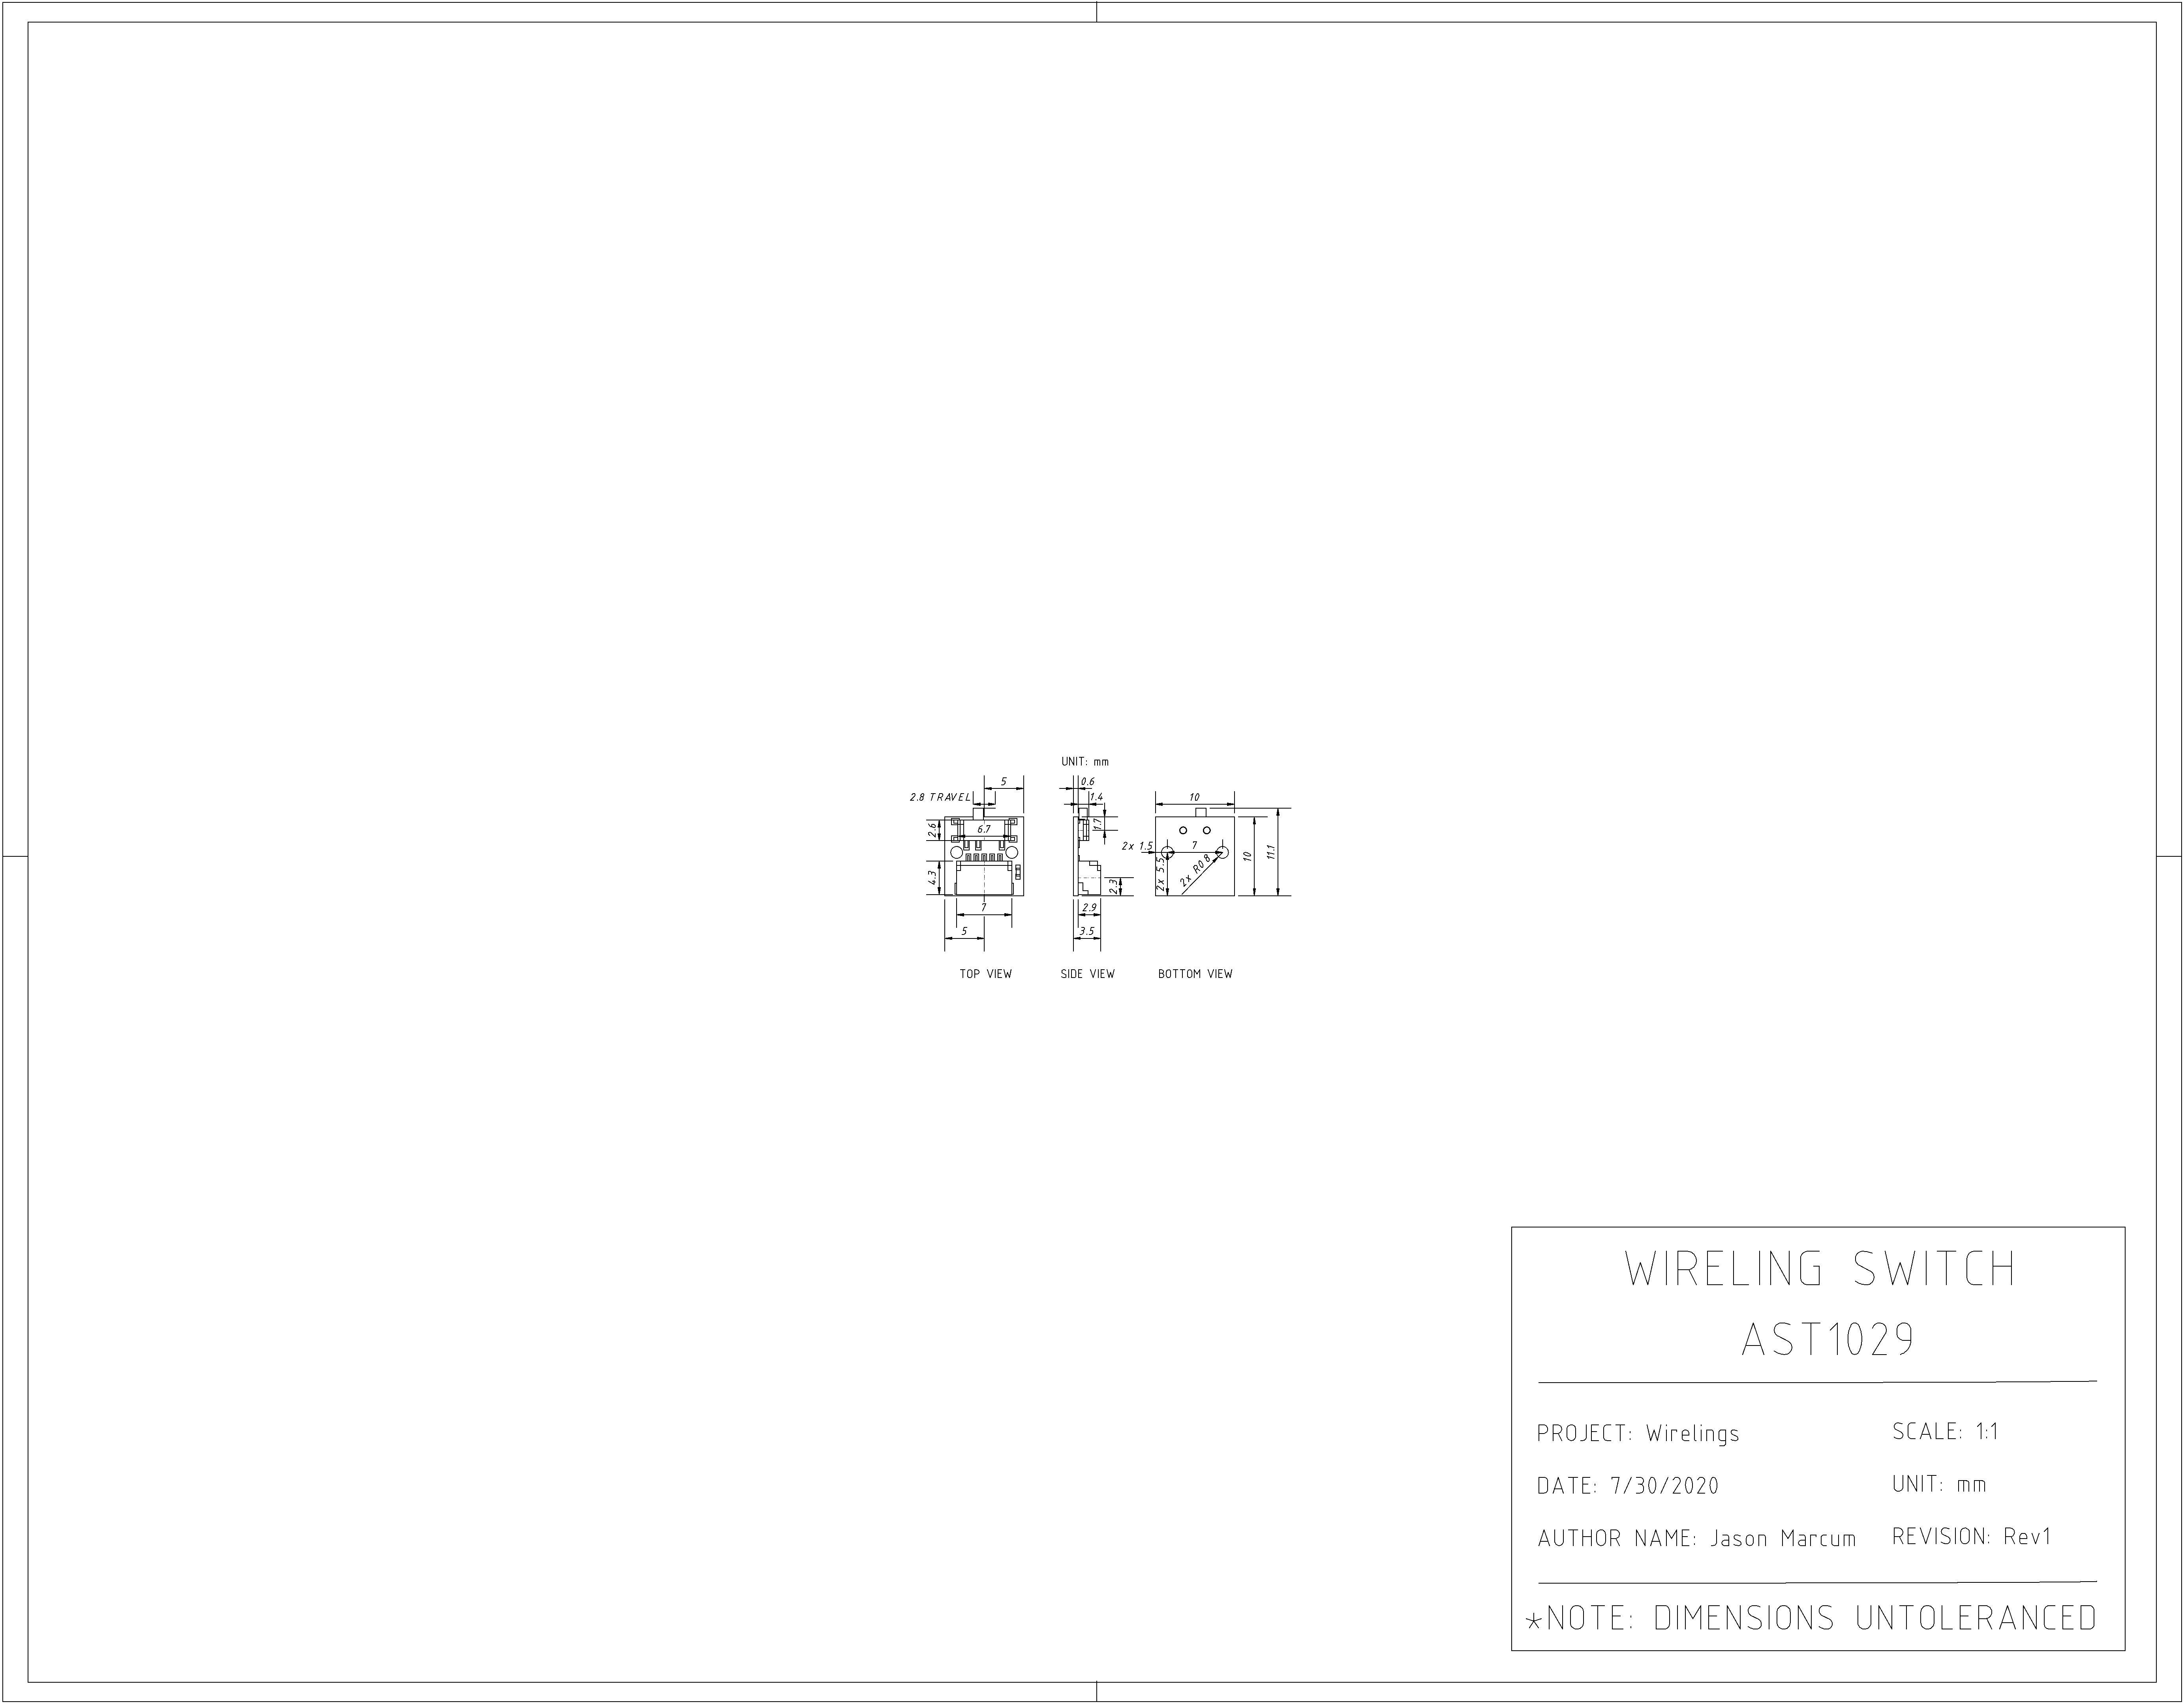 UNIT: mm
5
0.6
2.8 TRAVEL
1.4
10
2.6
6.7
1.7
2x 1.5
7
10
11.1
4.3
2x 5.5
2x R0.8
2.3
7
2.9
5
3.5
TOP VIEW
SIDE VIEW
BOTTOM VIEW
WIRELING SWITCH
AST1029
PROJECT: Wirelings
SCALE: 1:1
DATE: 7/30/2020
UNIT: mm
AUTHOR NAME: Jason Marcum
REVISION: Rev1
*NOTE: DIMENSIONS UNTOLERANCED